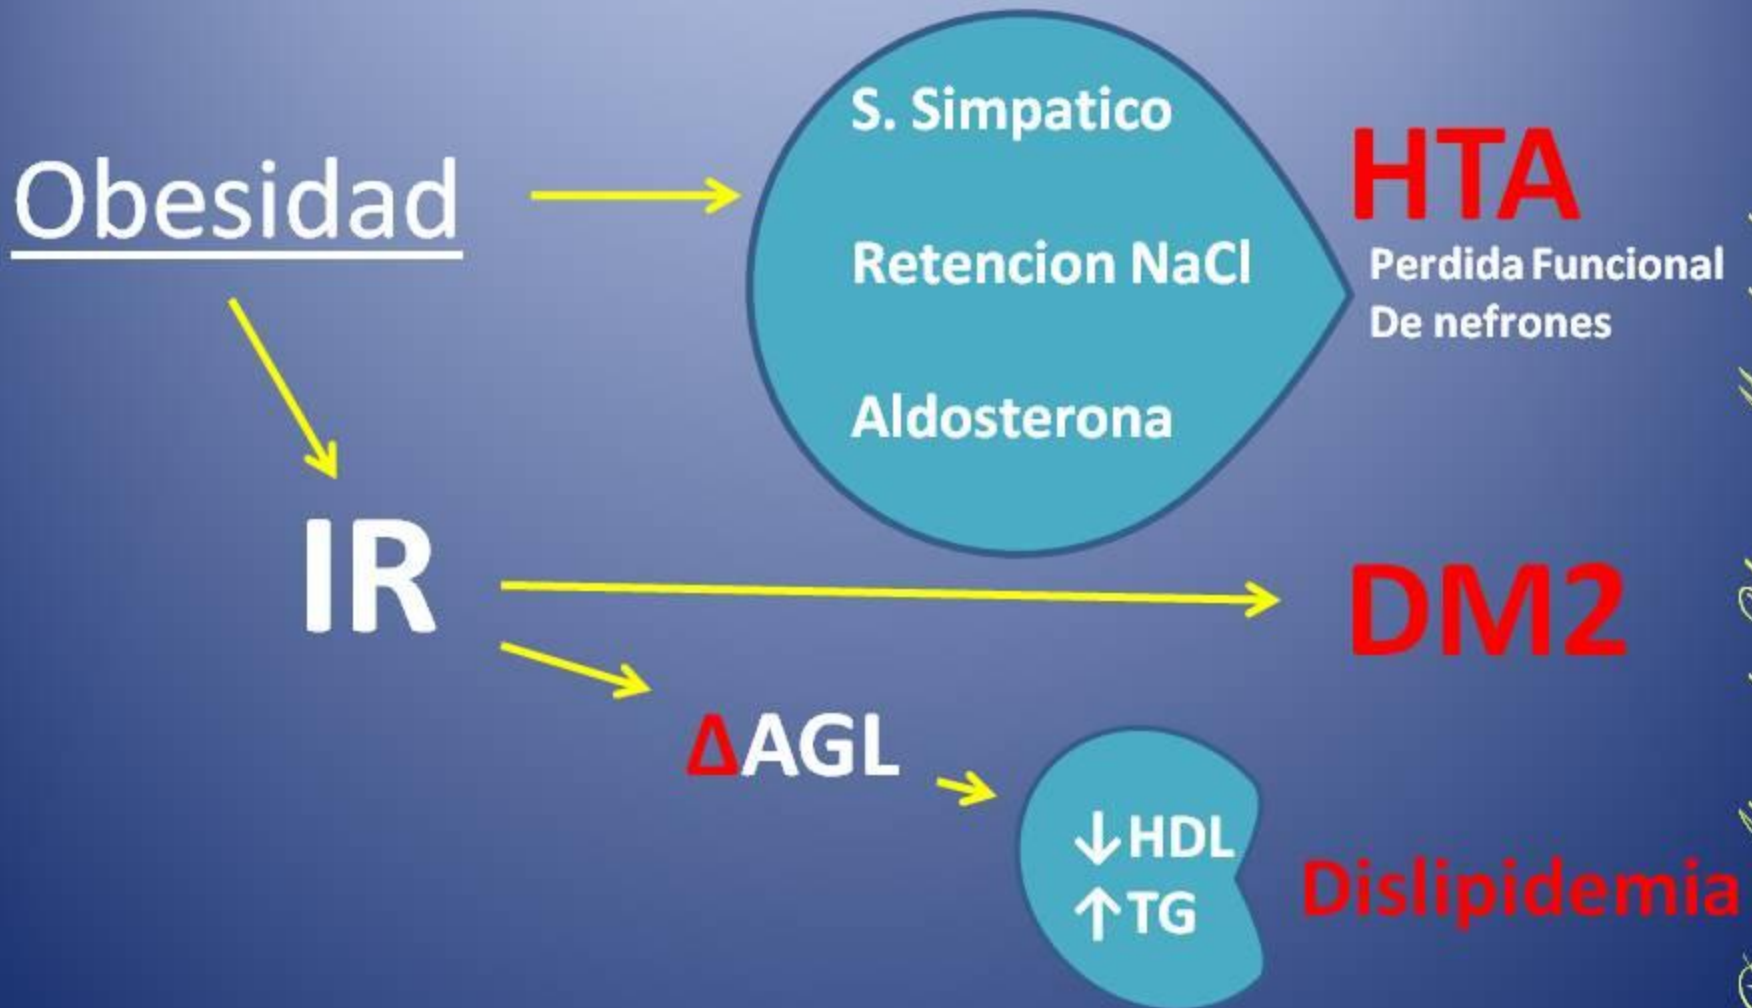 Obesidad
S. Simpatico
Retencion NaCl
Aldosterona
HTA
Perdida Funcional
De nefrones
IR
DM2
ΔAGL
↓HDL
↑TG
Dislipidemia